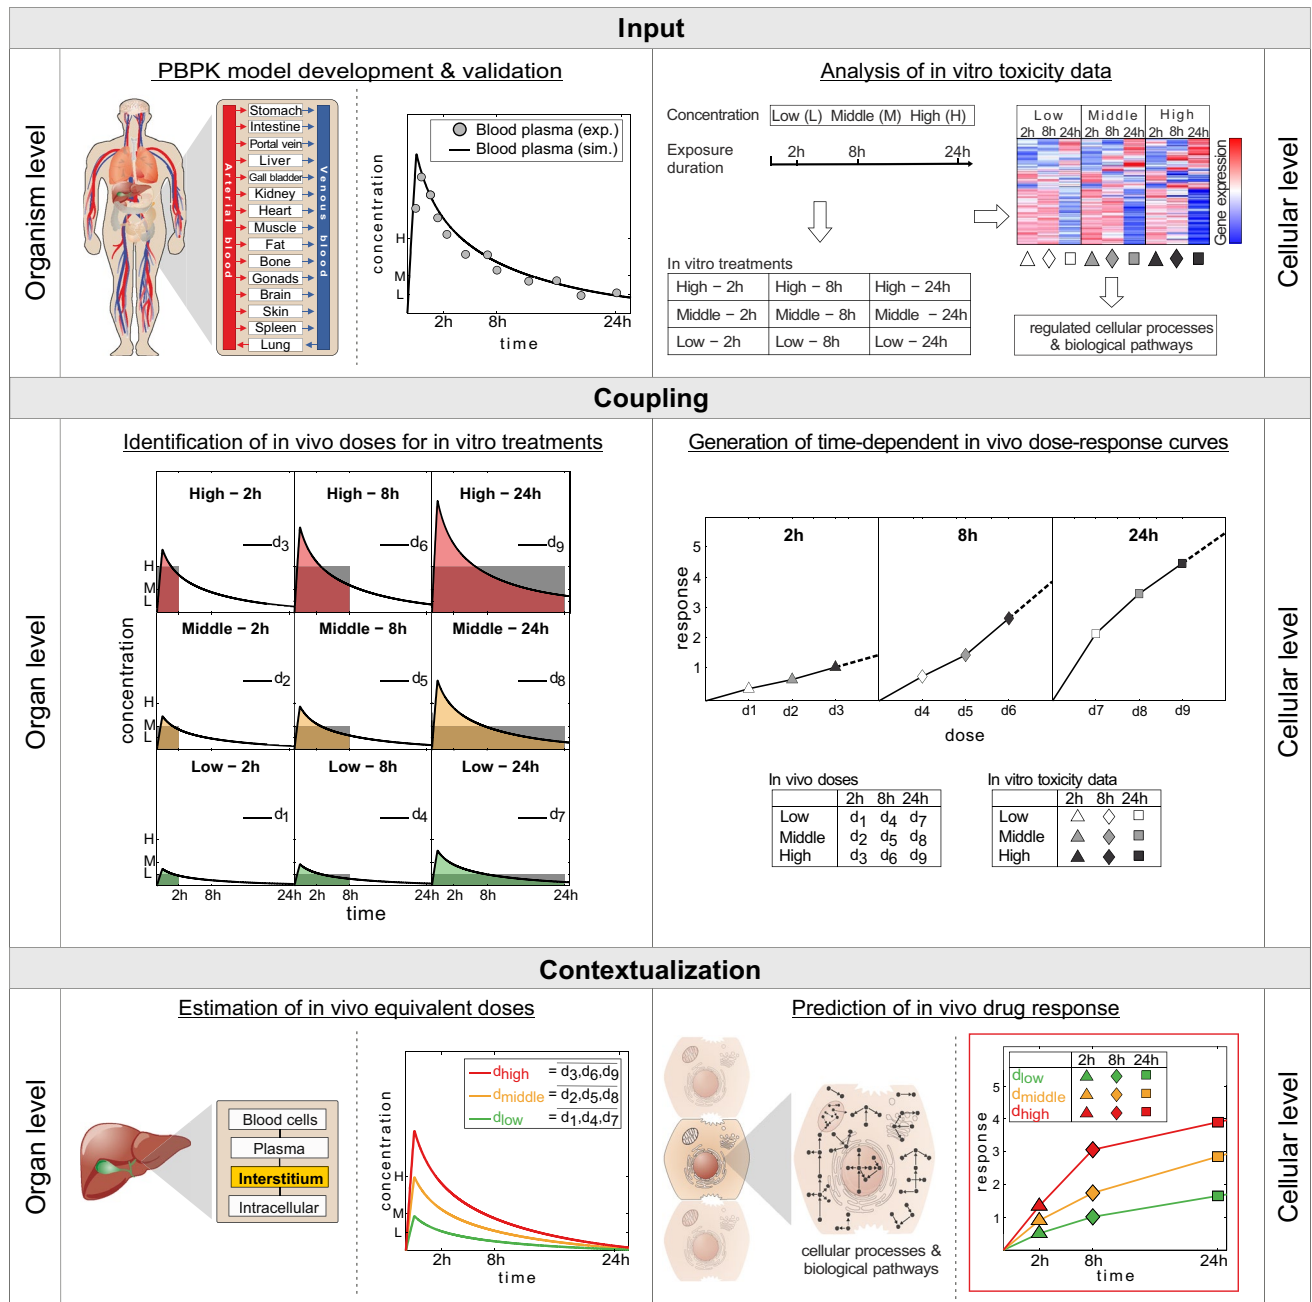 Input
Organism level
PBPK model development & validation
Arterial blood
Venous blood
Stomach
Intestine
Portal vein
Liver
Gall bladder
Kidney
Heart
Muscle
Fat
Bone
Gonads
Brain
Skin
Spleen
Lung
concentration
Blood plasma (exp.)
Blood plasma (sim.)
H
M
L
2h 8h 24h
time
Analysis of in vitro toxicity data
Concentration
Low (L) Middle (M) High (H)
Exposure
duration
2h 8h 24h
In vitro treatments
High − 2h High − 8h High − 24h
Middle − 2h Middle − 8h Middle − 24h
Low − 2h Low − 8h Low − 24h
Low Middle High
2h 8h 24h 2h 8h 24h 2h 8h 24h
Gene expression
regulated cellular processes
& biological pathways
Cellular level
Coupling
Organ level
Identification of in vivo doses for in vitro treatments
High − 2h High − 8h High − 24h
d3 d6 d9
H
M
L
Middle − 2h Middle − 8h Middle − 24h
d2 d5 d8
H
M
L
Low − 2h Low − 8h Low − 24h
d1 d4 d7
H
M
L
concentration
2h 8h 24h 2h 8h 24h 2h 8h 24h
time
Generation of time-dependent in vivo dose-response curves
2h 8h 24h
response
5
4
3
2
1
d1 d2 d3 d4 d5 d6 d7 d8 d9
dose
In vivo doses
2h 8h 24h
Low d1 d4 d7
Middle d2 d5 d8
High d3 d6 d9
In vitro toxicity data
2h 8h 24h
Low
Middle
High
Cellular level
Contextualization
Organ level
Estimation of in vivo equivalent doses
Blood cells
Plasma
Interstitium
Intracellular
concentration
dhigh = d3,d6,d9
dmiddle = d2,d5,d8
dlow = d1,d4,d7
H
M
L
2h 8h 24h
time
Prediction of in vivo drug response
cellular processes &
biological pathways
2h 8h 24h
dlow
dmiddle
dhigh
response
5
3
2
1
2h 8h 24h
time
Cellular level